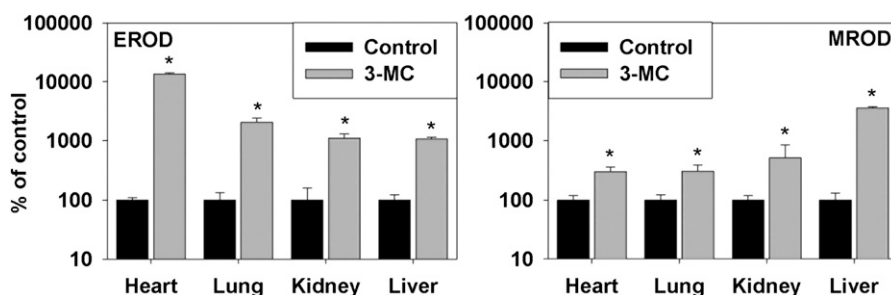 % of control
100000
10000
1000
100
10
EROD
Control
3-MC
*
*
*
*
Heart Lung Kidney Liver
100000
10000
1000
100
10
Control
3-MC
MROD
*
*
*
*
Heart Lung Kidney Liver